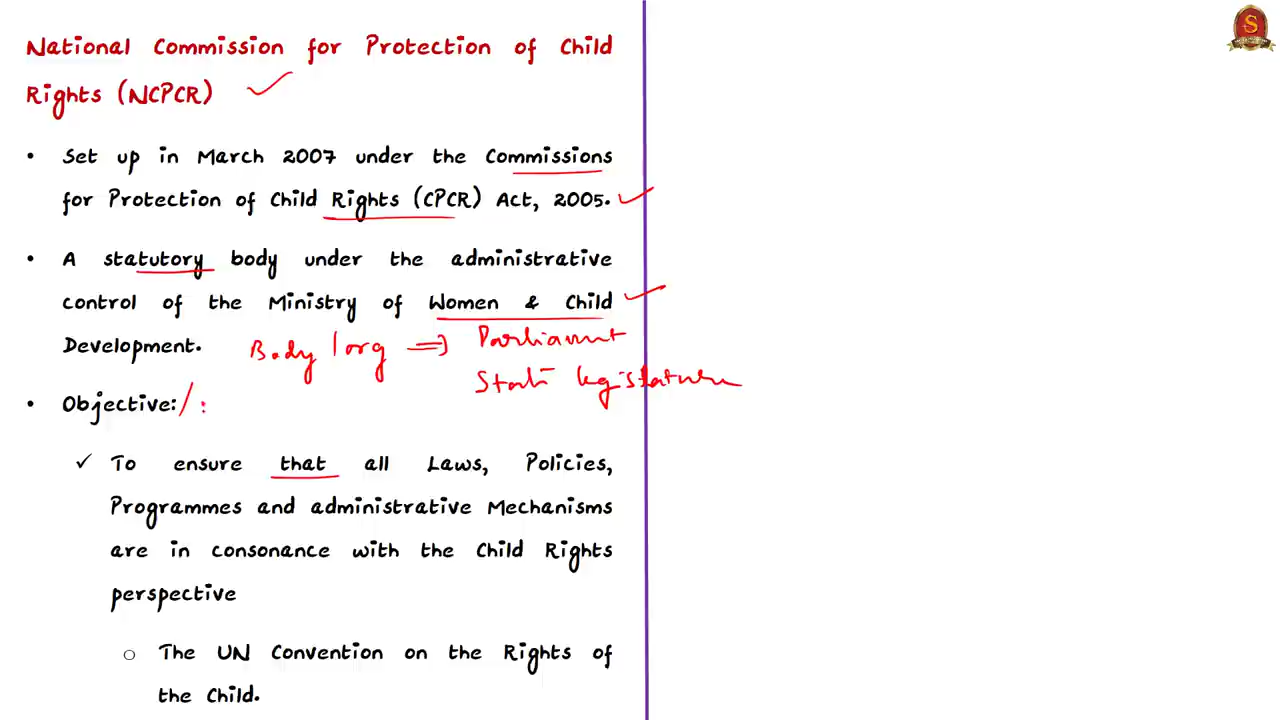 National Commission for Protection of Child
Rights (NCPCR)
• Set up in March 2007 under the Commissions
for Protection of Child Rights (CPCR) Act, 2005.
• A statutory body under the administrative
control of the Ministry of Women & Child
Development.
Body / org ⇒ Parliament
State legislature
• Objective:
✓ To ensure that all Laws, Policies,
Programmes and administrative Mechanisms
are in consonance with the Child Rights
perspective
o The UN Convention on the Rights of
the Child.
S